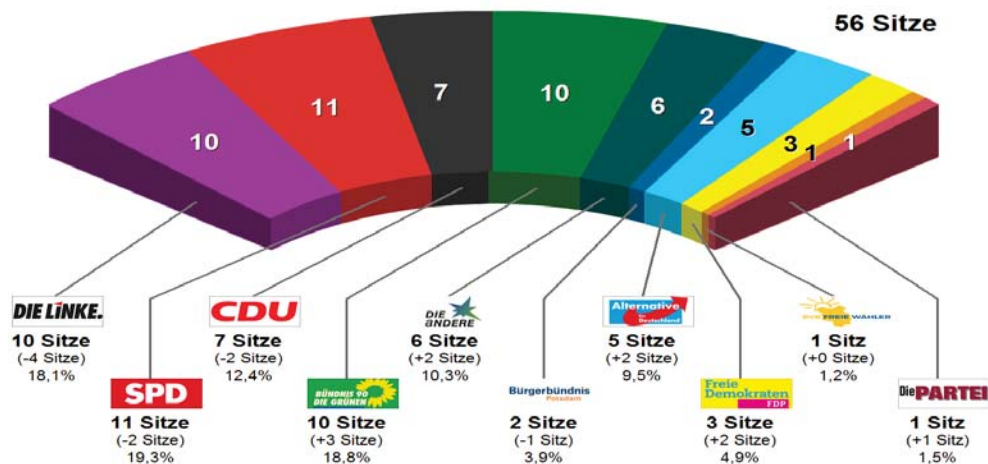 56 Sitze
10
11
7
10
6
2
5
3
1
1
DIE LINKE.
10 Sitze
(-4 Sitze)
18,1%
SPD
11 Sitze
(-2 Sitze)
19,3%
CDU
7 Sitze
(-2 Sitze)
12,4%
BÜNDNIS 90
DIE GRÜNEN
10 Sitze
(+3 Sitze)
18,8%
DIE
aNDERE
6 Sitze
(+2 Sitze)
10,3%
Bürgerbündnis
Potsdam
2 Sitze
(-1 Sitz)
3,9%
Alternative
für
Deutschland
5 Sitze
(+2 Sitze)
9,5%
Freie
Demokraten
FDP
3 Sitze
(+2 Sitze)
4,9%
FREIE WÄHLER
1 Sitz
(+0 Sitze)
1,2%
Die PARTEI
1 Sitz
(+1 Sitz)
1,5%